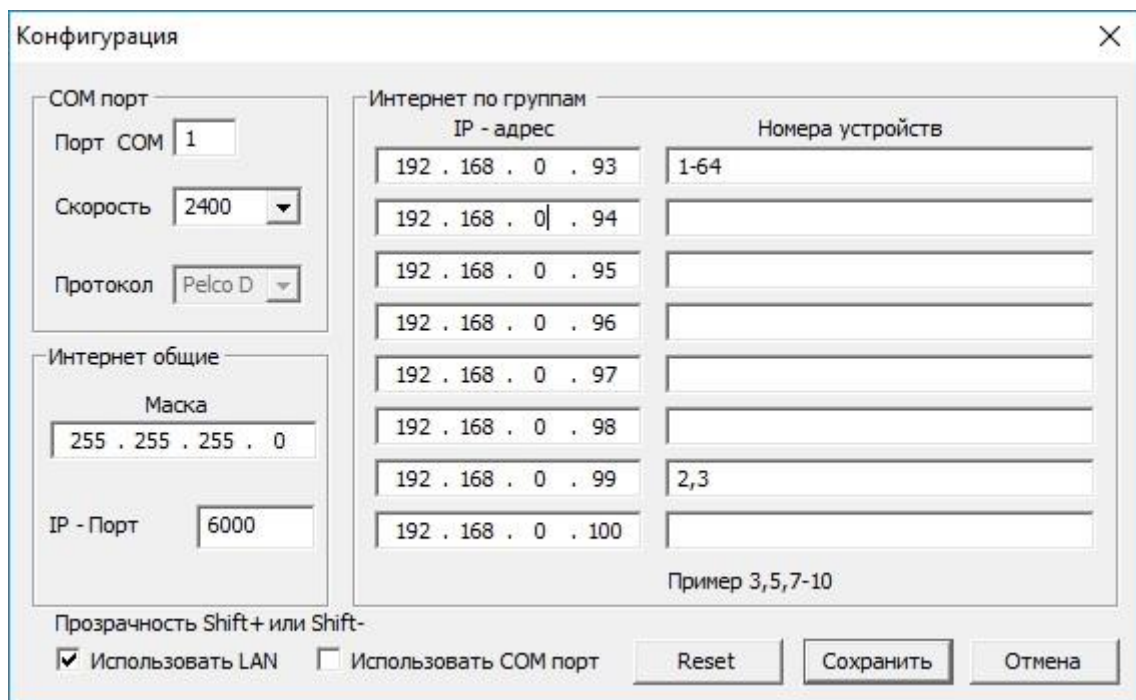 Конфигурация
COM порт
Порт COM 1
Скорость 2400
Протокол Pelco D
Интернет общие
Маска
255 . 255 . 255 . 0
IP - Порт 6000
Интернет по группам
IP - адрес Номера устройств
192 . 168 . 0 . 93 1-64
192 . 168 . 0 . 94
192 . 168 . 0 . 95
192 . 168 . 0 . 96
192 . 168 . 0 . 97
192 . 168 . 0 . 98
192 . 168 . 0 . 99 2,3
192 . 168 . 0 . 100
Пример 3,5,7-10
Прозрачность Shift+ или Shift-
Использовать LAN Использовать COM порт Reset Сохранить Отмена